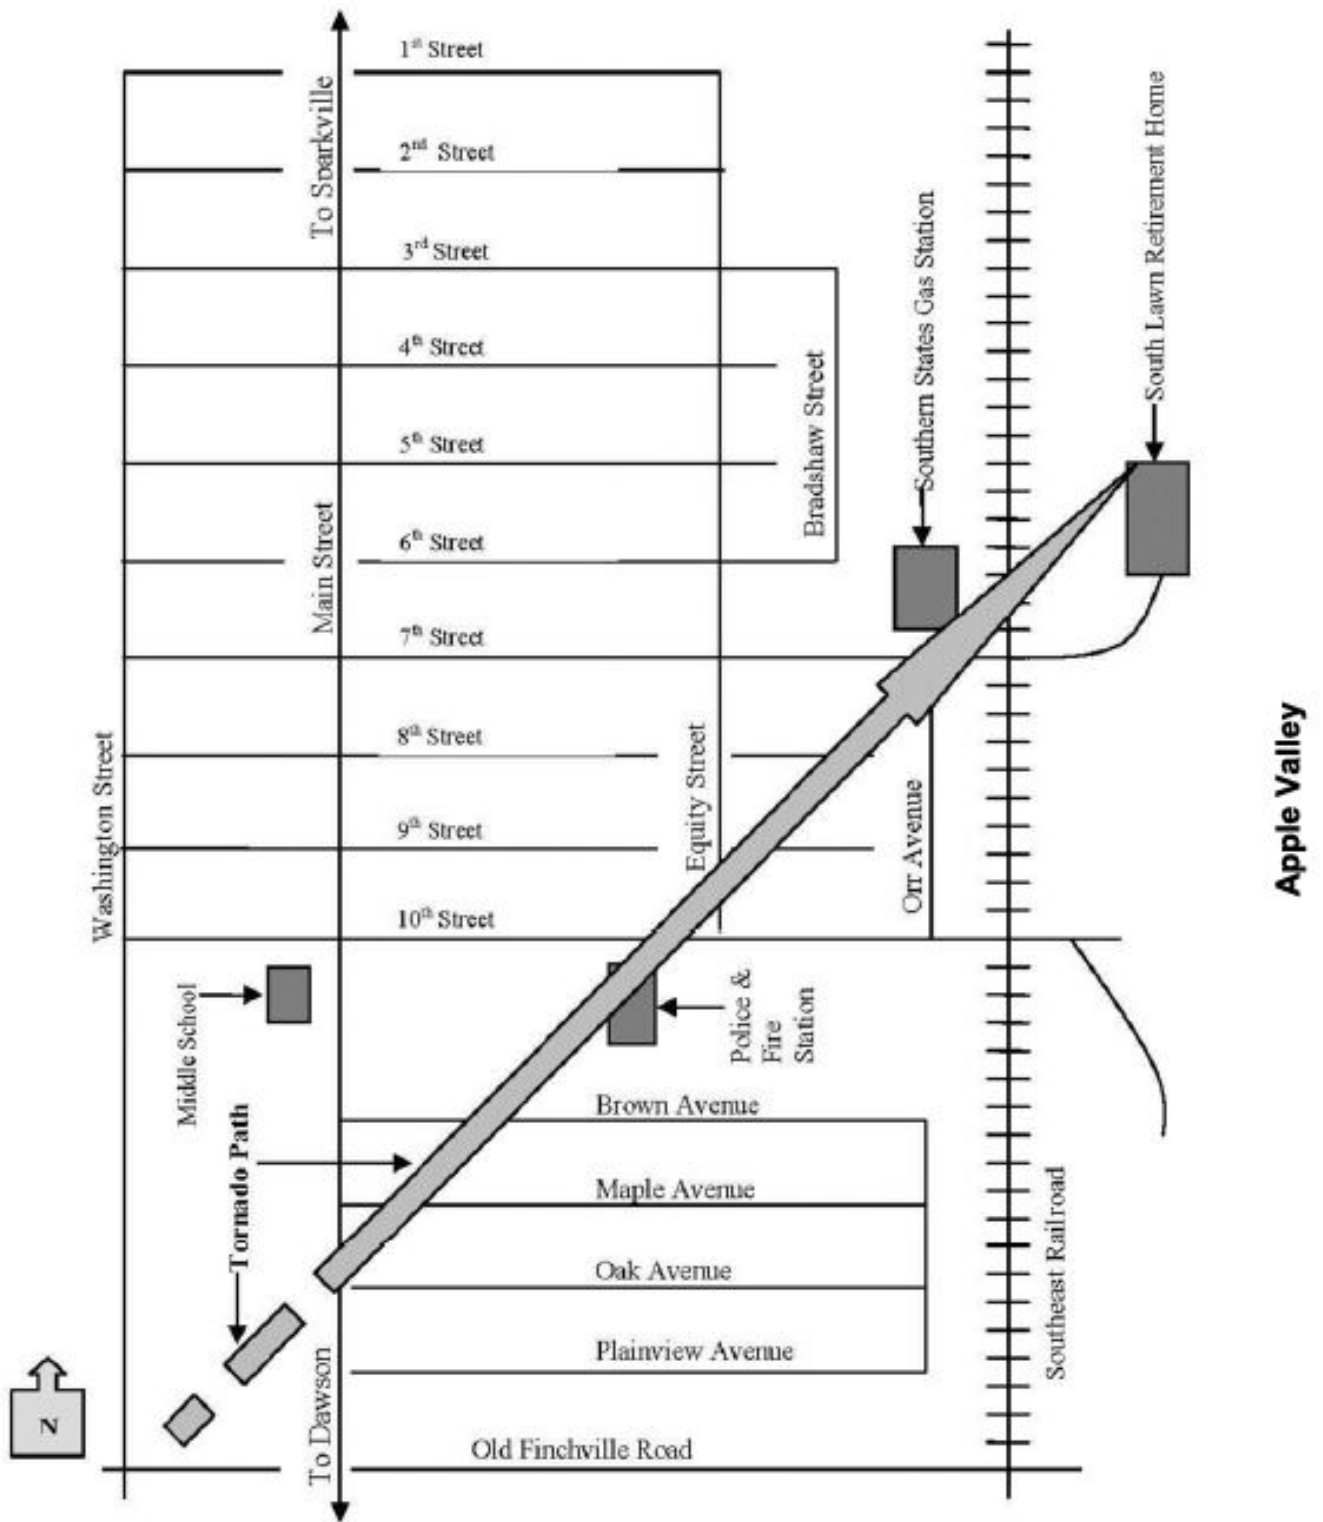 1st Street
2nd Street
3rd Street
4th Street
5th Street
6th Street
7th Street
8th Street
9th Street
10th Street
To Sparkville
Main Street
To Dawson
Washington Street
Bradshaw Street
Equity Street
Orr Avenue
Southern States Gas Station
South Lawn Retirement Home
Apple Valley
Middle School
Police &
Fire
Station
Tornado Path
Brown Avenue
Maple Avenue
Oak Avenue
Plainview Avenue
Southeast Railroad
Old Finchville Road
N